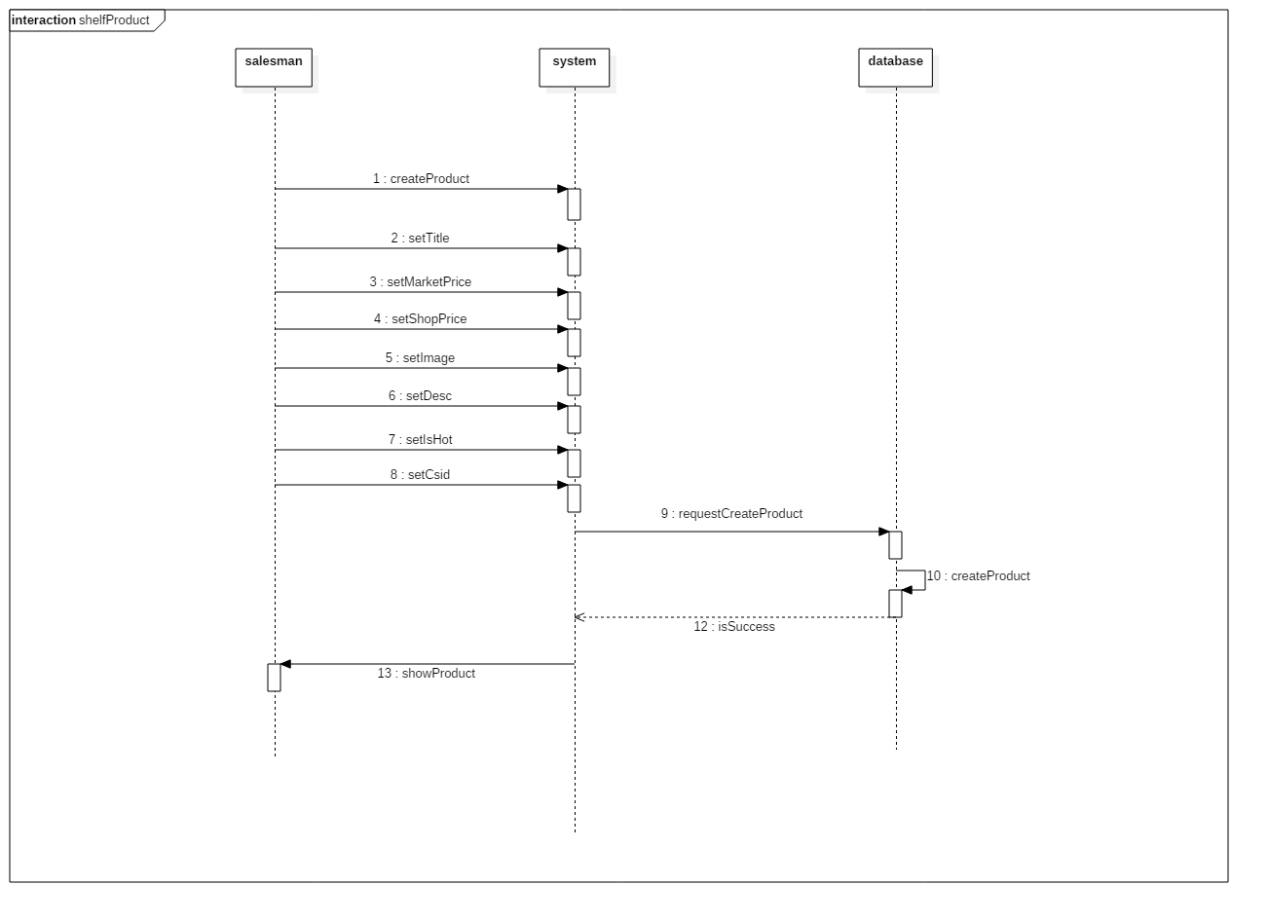 interaction shelfProduct
salesman
system
database
1 : createProduct
2 : setTitle
3 : setMarketPrice
4 : setShopPrice
5 : setImage
6 : setDesc
7 : setIsHot
8 : setCsid
9 : requestCreateProduct
10 : createProduct
12 : isSuccess
13 : showProduct